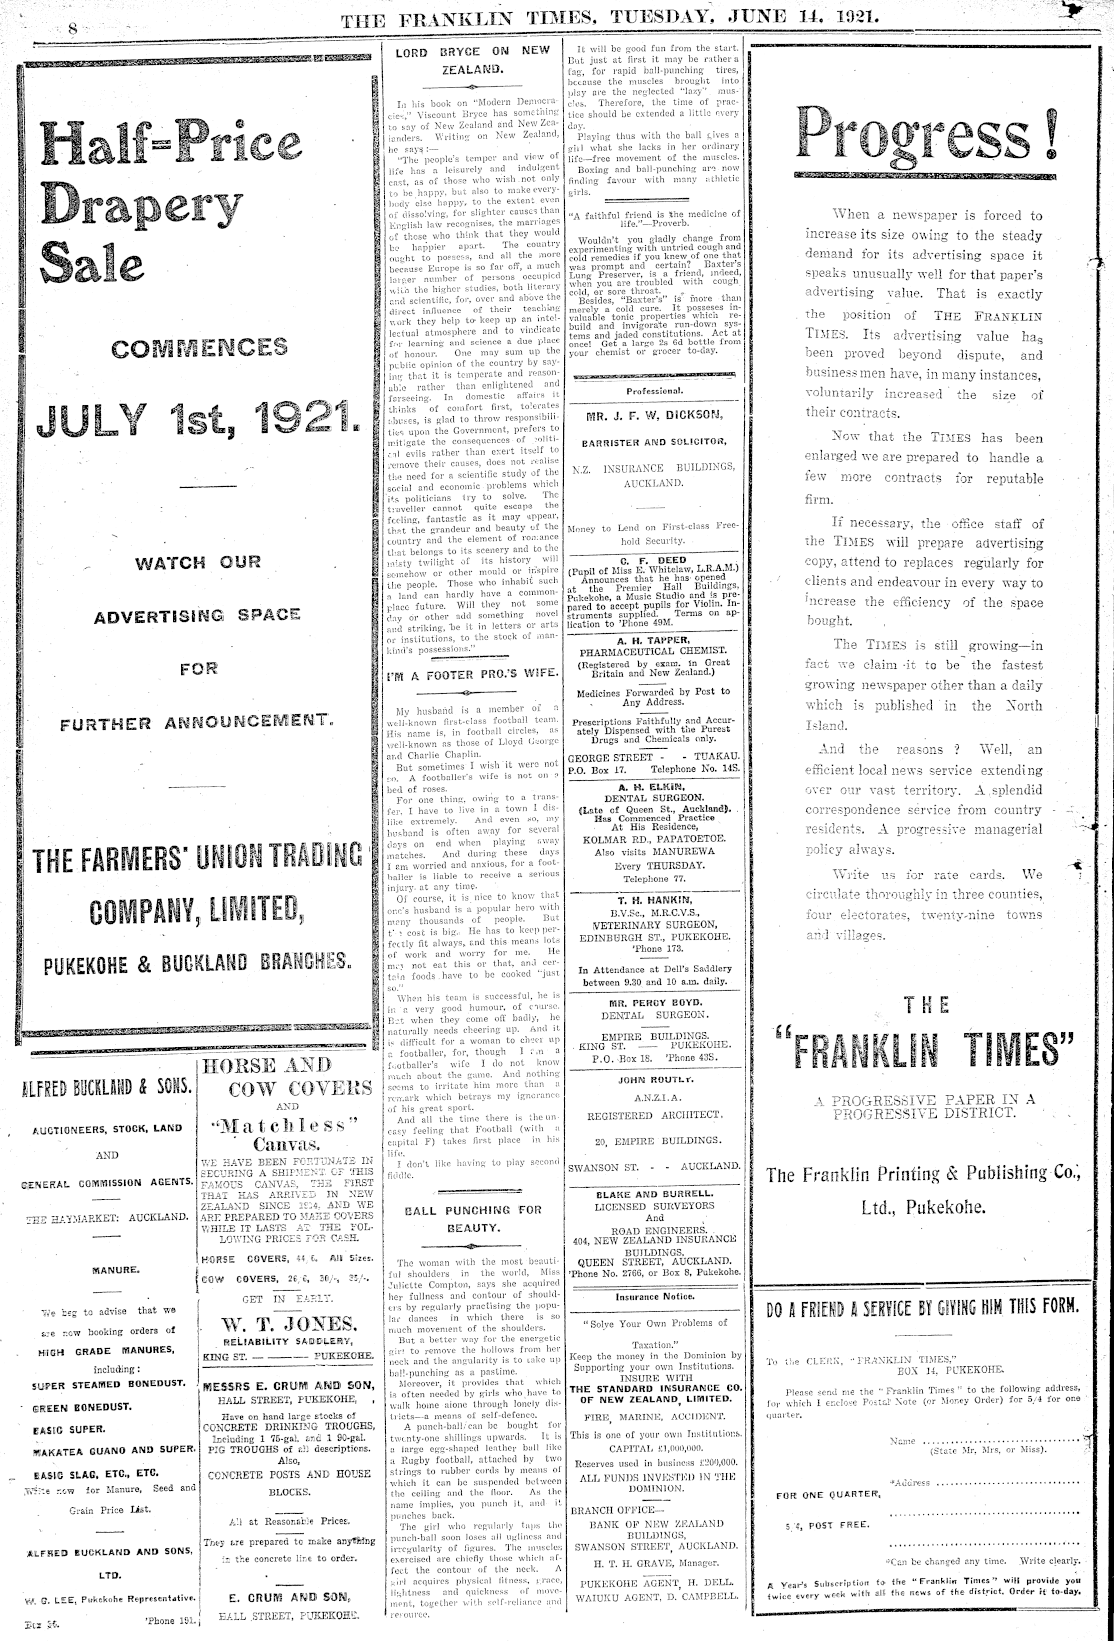 8
THE FRANKLIN TIMES, TUESDAY, JUNE 14, 1921.
Half=Price
Drapery
Sale
COMMENCES
JULY 1st, 1921.
WATCH OUR
ADVERTISING SPACE
FOR
FURTHER ANNOUNCEMENT.
THE FARMERS' UNION TRADING
COMPANY, LIMITED,
PUKEKOHE & BUCKLAND BRANCHES.
ALFRED BUCKLAND & SONS.
AUCTIONEERS, STOCK, LAND
AND
GENERAL COMMISSION AGENTS.
THE HAYMARKET: AUCKLAND.
MANURE.
We beg to advise that we
are now booking orders of
HIGH GRADE MANURES,
including:
SUPER STEAMED BONEDUST.
GREEN BONEDUST.
BASIC SUPER.
MAKATEA GUANO AND SUPER.
BASIC SLAG, ETC., ETC.
Write now for Manure, Seed and
Grain Price List.
ALFRED BUCKLAND AND SONS,
LTD.
W. G. LEE, Pukekohe Representative.
Box 36. 'Phone 151.
HORSE AND
COW COVERS
AND
"Matchless"
Canvas.
WE HAVE BEEN FORTUNATE IN
SECURING A SHIPMENT OF THIS
FAMOUS CANVAS, THE FIRST
THAT HAS ARRIVED IN NEW
ZEALAND SINCE 1914, AND WE
ARE PREPARED TO MAKE COVERS
WHILE IT LASTS AT THE FOL-
LOWING PRICES FOR CASH.
HORSE COVERS, 44/6. All Sizes.
COW COVERS, 26/6, 30/-, 35/-.
GET IN EARLY.
W. T. JONES.
RELIABILITY SADDLERY,
KING ST. — PUKEKOHE.
MESSRS E. CRUM AND SON,
HALL STREET, PUKEKOHE,
Have on hand large stocks of
CONCRETE DRINKING TROUGHS,
Including 1 75-gal. and 1 90-gal.
PIG TROUGHS of all descriptions.
Also,
CONCRETE POSTS AND HOUSE
BLOCKS.
All at Reasonable Prices.
They are prepared to make anything
in the concrete line to order.
E. CRUM AND SON,
HALL STREET, PUKEKOHE.
LORD BRYCE ON NEW
ZEALAND.
In his book on "Modern Democra-
cies," Viscount Bryce has something
to say of New Zealand and New Zea-
landers. Writing on New Zealand,
he says:—
"The people's temper and view of
life has a leisurely and indulgent
cast, as of those who wish not only
to be happy, but also to make every-
body else happy, to the extent even
of dissolving, for slighter causes than
English law recognises, the marriages
of those who think that they would
be happier apart. The country
ought to possess, and all the more
because Europe is so far off, a much
larger number of persons occupied
with the higher studies, both literary
and scientific, for, over and above the
direct influence of their teaching
work they help to keep up an intel-
lectual atmosphere and to vindicate
for learning and science a due place
of honour. One may sum up the
public opinion of the country by say-
ing that it is temperate and reason-
able rather than enlightened and
farseeing. In domestic affairs it
thinks of comfort first, tolerates
abuses, is glad to throw responsibili-
ties upon the Government, prefers to
mitigate the consequences of politi-
cal evils rather than exert itself to
remove their causes, does not realise
the need for a scientific study of the
social and economic problems which
its politicians try to solve. The
traveller cannot quite escape the
feeling, fantastic as it may appear,
that the grandeur and beauty of the
country and the element of romance
that belongs to its scenery and to the
misty twilight of its history will
somehow or other mould or inspire
the people. Those who inhabit such
a land can hardly have a common-
place future. Will they not some
day or other add something novel
and striking, be it in letters or arts
or institutions, to the stock of man-
kind's possessions."
I'M A FOOTER PRO.'S WIFE.
My husband is a member of a
well-known first-class football team.
His name is, in football circles, as
well-known as those of Lloyd George
and Charlie Chaplin.
But sometimes I wish it were not
so. A footballer's wife is not on a
bed of roses.
For one thing, owing to a trans-
fer, I have to live in a town I dis-
like extremely. And even so, my
husband is often away for several
days on end when playing away
matches. And during these days
I am worried and anxious, for a foot-
baller is liable to receive a serious
injury at any time.
Of course, it is nice to know that
one's husband is a popular hero with
many thousands of people. But
the cost is big. He has to keep per-
fectly fit always, and this means lots
of work and worry for me. He
may not eat this or that, and cer-
tain foods have to be cooked "just
so."
When his team is successful, he is
in a very good humour, of course.
But when they come off badly, he
naturally needs cheering up. And it
is difficult for a woman to cheer up
a footballer, for, though I am a
footballer's wife I do not know
much about the game. And nothing
seems to irritate him more than a
remark which betrays my ignorance
of his great sport.
And all the time there is the un-
easy feeling that Football (with a
capital F) takes first place in his
life.
I don't like having to play second
fiddle.
BALL PUNCHING FOR
BEAUTY.
The woman with the most beauti-
ful shoulders in the world, Miss
Juliette Compton, says she acquired
her fullness and contour of should-
ers by regularly practising the popu-
lar dances in which there is so
much movement of the shoulders.
But a better way for the energetic
girl to remove the hollows from her
neck and the angularity is to take up
ball-punching as a pastime.
Moreover, it provides that which
is often needed by girls who have to
walk home alone through lonely dis-
tricts—a means of self-defence.
A punch-ball can be bought for
twenty-one shillings upwards. It is
a large egg-shaped leather ball like
a Rugby football, attached by two
strings to rubber cords by means of
which it can be suspended between
the ceiling and the floor. As the
name implies, you punch it, and it
punches back.
The girl who regularly taps the
punch-ball soon loses all ugliness and
irregularity of figures. The muscles
exercised are chiefly those which af-
fect the contour of the neck. A
girl acquires physical fitness, grace,
lightness and quickness of move-
ment, together with self-reliance and
resource.
It will be good fun from the start.
But just at first it may be rather a
fag, for rapid ball-punching tires,
because the muscles brought into
play are the neglected "lazy" mus-
cles. Therefore, the time of prac-
tice should be extended a little every
day.
Playing thus with the ball gives a
girl what she lacks in her ordinary
life—free movement of the muscles.
Boxing and ball-punching are now
finding favour with many athletic
girls.
"A faithful friend is the medicine of
life."—Proverb.
Wouldn't you gladly change from
experimenting with untried cough and
cold remedies if you knew of one that
was prompt and certain? Baxter's
Lung Preserver, is a friend, indeed,
when you are troubled with cough
cold, or sore throat.
Besides, "Baxter's" is more than
merely a cold cure. It possesses in-
valuable tonic properties which re-
build and invigorate run-down sys-
tems and jaded constitutions. Act at
once! Get a large 2s 6d bottle from
your chemist or grocer to-day.
Professional.
MR. J. F. W. DICKSON,
BARRISTER AND SOLICITOR,
N.Z. INSURANCE BUILDINGS,
AUCKLAND.
Money to Lend on First-class Free-
hold Security.
C. F. DEED
(Pupil of Miss E. Whitelaw, L.R.A.M.)
Announces that he has opened
at the Premier Hall Buildings,
Pukekohe, a Music Studio and is pre-
pared to accept pupils for Violin. In-
struments supplied. Terms on ap-
lication to 'Phone 49M.
A. H. TAPPER,
PHARMACEUTICAL CHEMIST.
(Registered by exam. in Great
Britain and New Zealand.)
Medicines Forwarded by Post to
Any Address.
Prescriptions Faithfully and Accur-
ately Dispensed with the Purest
Drugs and Chemicals only.
GEORGE STREET - - TUAKAU.
P.O. Box 17. Telephone No. 14S.
A. H. ELKIN,
DENTAL SURGEON.
(Late of Queen St., Auckland).
Has Commenced Practice
At His Residence,
KOLMAR RD., PAPATOETOE.
Also visits MANUREWA
Every THURSDAY.
Telephone 77.
T. H. HANKIN,
B.V.Sc., M.R.C.V.S.,
VETERINARY SURGEON,
EDINBURGH ST., PUKEKOHE.
'Phone 173.
In Attendance at Dell's Saddlery
between 9.30 and 10 a.m. daily.
MR. PERCY BOYD.
DENTAL SURGEON.
EMPIRE BUILDINGS.
KING ST. — PUKEKOHE.
P.O. Box 18. 'Phone 43S.
JOHN ROUTLY.
A.N.Z.I.A.
REGISTERED ARCHITECT.
20, EMPIRE BUILDINGS.
SWANSON ST. - - AUCKLAND.
BLAKE AND BURRELL.
LICENSED SURVEYORS
And
ROAD ENGINEERS.
404, NEW ZEALAND INSURANCE
BUILDINGS.
QUEEN STREET, AUCKLAND.
'Phone No. 2766, or Box 8, Pukekohe.
Insurance Notice.
"Solve Your Own Problems of
Taxation."
Keep the money in the Dominion by
Supporting your own Institutions.
INSURE WITH
THE STANDARD INSURANCE CO.
OF NEW ZEALAND, LIMITED.
FIRE, MARINE, ACCIDENT.
This is one of your own Institutions.
CAPITAL £1,000,000.
Reserves used in business £200,000.
ALL FUNDS INVESTED IN THE
DOMINION.
BRANCH OFFICE—
BANK OF NEW ZEALAND
BUILDINGS,
SWANSON STREET, AUCKLAND.
H. T. H. GRAVE, Manager.
PUKEKOHE AGENT, H. DELL.
WAIUKU AGENT, D. CAMPBELL.
Progress!
When a newspaper is forced to
increase its size owing to the steady
demand for its advertising space it
speaks unusually well for that paper's
advertising value. That is exactly
the position of THE FRANKLIN
TIMES. Its advertising value has
been proved beyond dispute, and
business men have, in many instances,
voluntarily increased the size of
their contracts.
Now that the TIMES has been
enlarged we are prepared to handle a
few more contracts for reputable
firm.
If necessary, the office staff of
the TIMES will prepare advertising
copy, attend to replaces regularly for
clients and endeavour in every way to
increase the efficiency of the space
bought.
The TIMES is still growing—in
fact we claim it to be the fastest
growing newspaper other than a daily
which is published in the North
Island.
And the reasons? Well, an
efficient local news service extending
over our vast territory. A splendid
correspondence service from country
residents. A progressive managerial
policy always.
Write us for rate cards. We
circulate thoroughly in three counties,
four electorates, twenty-nine towns
and villages.
THE
"FRANKLIN TIMES"
A PROGRESSIVE PAPER IN A
PROGRESSIVE DISTRICT.
The Franklin Printing & Publishing Co.,
Ltd., Pukekohe.
DO A FRIEND A SERVICE BY GIVING HIM THIS FORM.
To the CLERK, "FRANKLIN TIMES,"
BOX 14, PUKEKOHE.
Please send me the "Franklin Times" to the following address,
for which I enclose Postal Note (or Money Order) for 5/4 for one
quarter.
Name ..............................
(State Mr, Mrs, or Miss).
*Address ..........................
FOR ONE QUARTER,
5/4, POST FREE.
*Can be changed any time. Write clearly.
A Year's Subscription to the "Franklin Times" will provide you
twice every week with all the news of the district. Order it to-day.